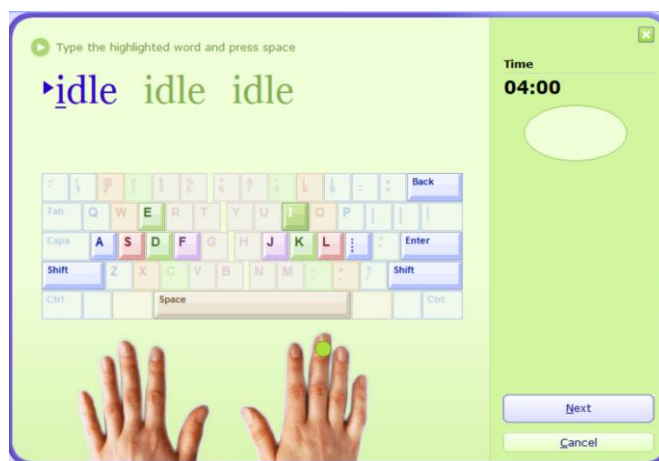 Type the highlighted word and press space
Time
idle idle idle
04:00
Back
Tab Q W E R T Y U I O P
Caps A S D F G H J K L ; Enter
Shift Z X C V B N M Shift
Ctrl Space Ctrl
Next
Cancel